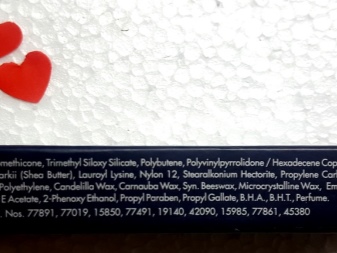 methicone, Trimethyl Siloxy Silicate, Polybutene, Polyvinylpyrrolidone / Hexadecene Cop
arkii (Shea Butter), Lauroyl Lysine, Nylon 12, Stearalkonium Hectorite, Propylene Carb
Polyethylene, Candelilla Wax, Carnauba Wax, Syn. Beeswax, Microcrystalline Wax, Em
E Acetate, 2-Phenoxy Ethanol, Propyl Paraben, Propyl Gallate, B.H.A., B.H.T., Perfume.
. Nos. 77891, 77019, 15850, 77491, 19140, 42090, 15985, 77861, 45380